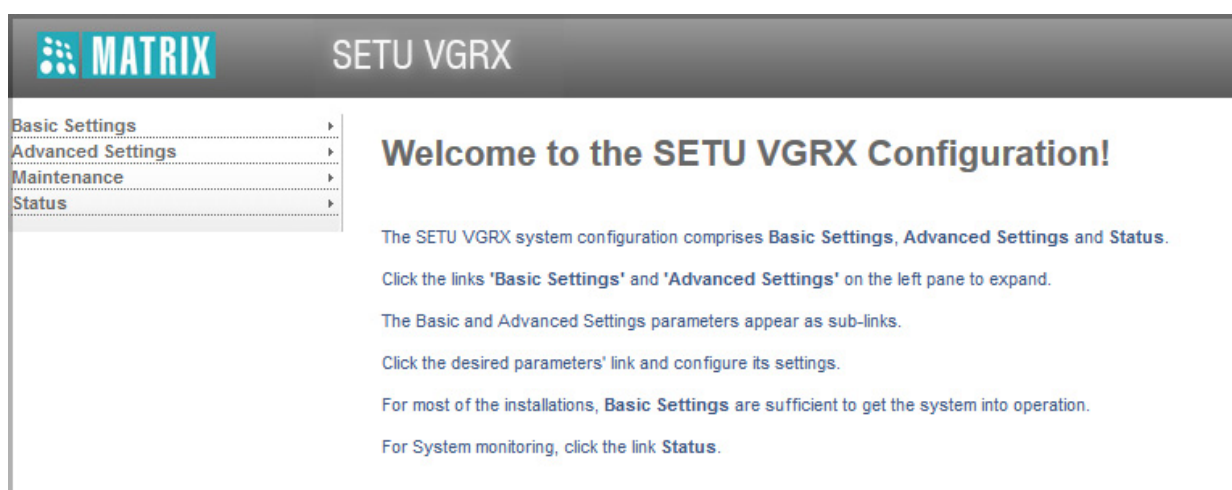 MATRIX
SETU VGRX
Basic Settings
Advanced Settings
Maintenance
Status
Welcome to the SETU VGRX Configuration!
The SETU VGRX system configuration comprises Basic Settings, Advanced Settings and Status.
Click the links 'Basic Settings' and 'Advanced Settings' on the left pane to expand.
The Basic and Advanced Settings parameters appear as sub-links.
Click the desired parameters' link and configure its settings.
For most of the installations, Basic Settings are sufficient to get the system into operation.
For System monitoring, click the link Status.